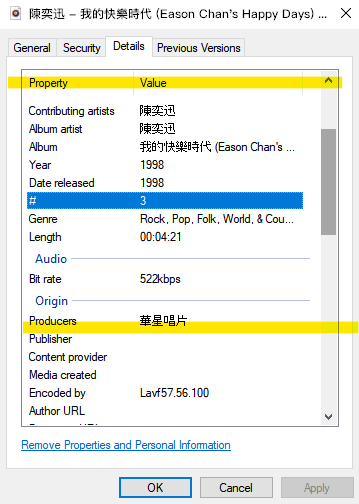 陳奕迅 – 我的快樂時代 (Eason Chan's Happy Days) ...
General Security Details Previous Versions
Property Value
Contributing artists 陳奕迅
Album artist 陳奕迅
Album 我的快樂時代 (Eason Chan's ...
Year 1998
Date released 1998
# 3
Genre Rock, Pop, Folk, World, & Cou...
Length 00:04:21
Audio
Bit rate 522kbps
Origin
Producers 華星唱片
Publisher
Content provider
Media created
Encoded by Lavf57.56.100
Author URL
Remove Properties and Personal Information
OK Cancel Apply